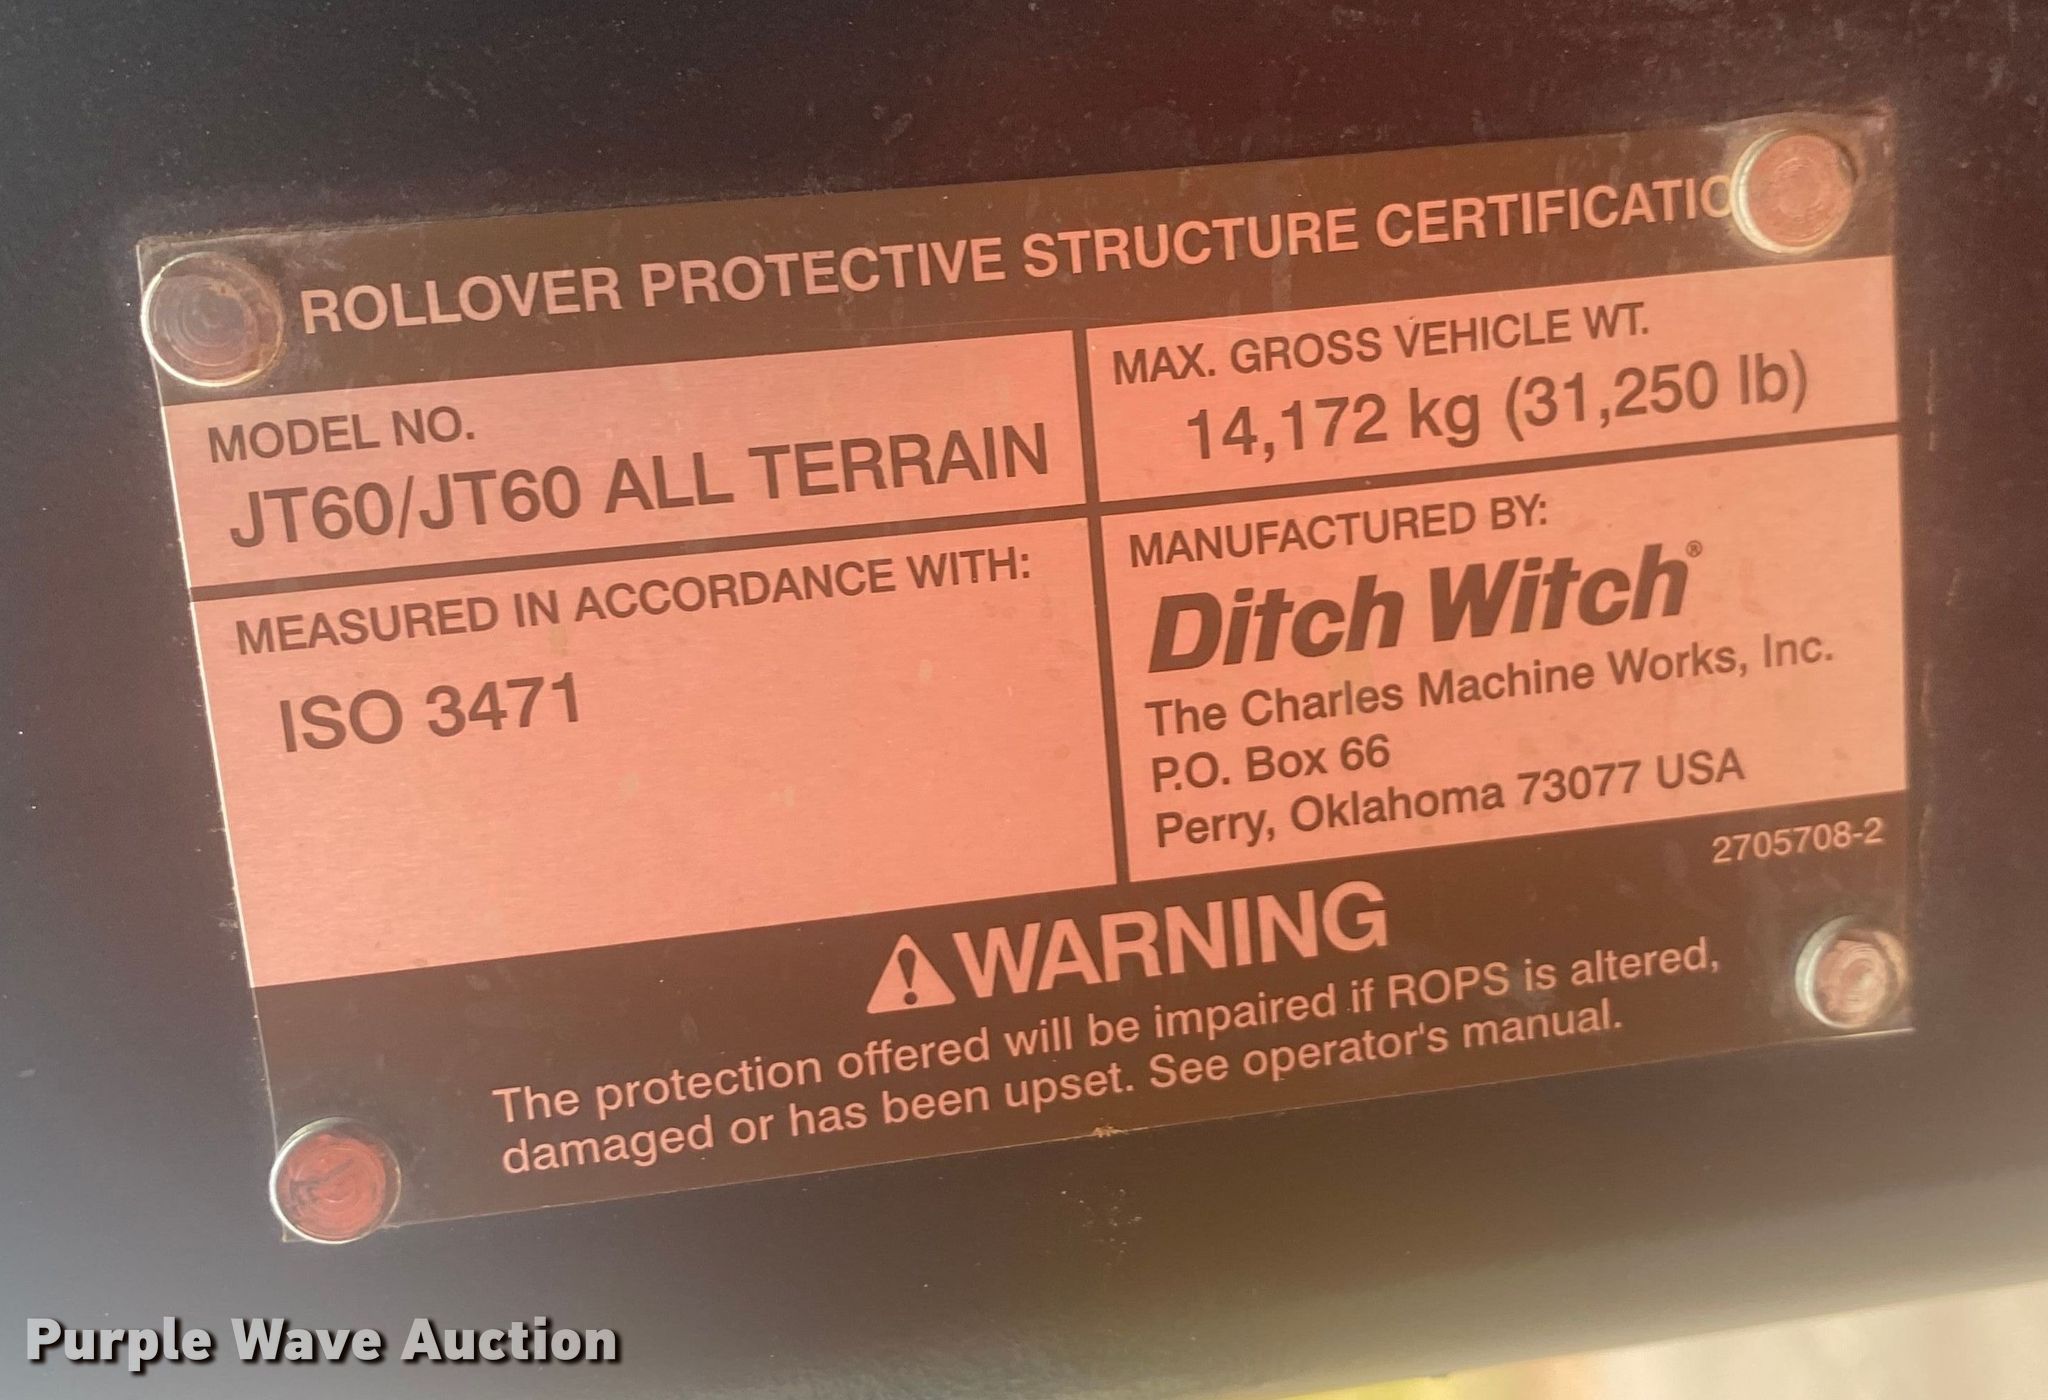 ROLLOVER PROTECTIVE STRUCTURE CERTIFICATIO
MODEL NO.
JT60/JT60 ALL TERRAIN
MAX. GROSS VEHICLE WT.
14,172 kg (31,250 lb)
MEASURED IN ACCORDANCE WITH:
ISO 3471
MANUFACTURED BY:
Ditch Witch®
The Charles Machine Works, Inc.
P.O. Box 66
Perry, Oklahoma 73077 USA
2705708-2
WARNING
The protection offered will be impaired if ROPS is altered,
damaged or has been upset. See operator's manual.
Purple Wave Auction